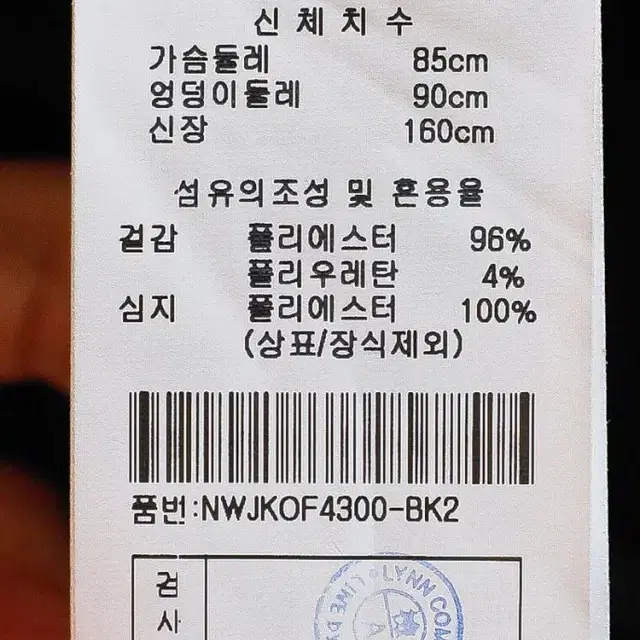 신체치수
가슴둘레 85cm
엉덩이둘레 90cm
신장 160cm
섬유의조성 및 혼용율
겉감 폴리에스터 96%
폴리우레탄 4%
심지 폴리에스터 100%
(상표/장식제외)
품번:NWJKOF4300-BK2
검
사
LYNN
A